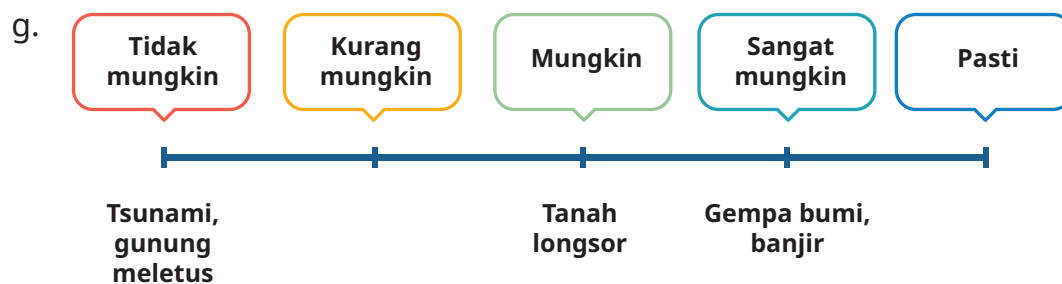 g.
Tidak
mungkin
Kurang
mungkin
Mungkin
Sangat
mungkin
Pasti
Tsunami,
gunung
meletus
Tanah
longsor
Gempa bumi,
banjir